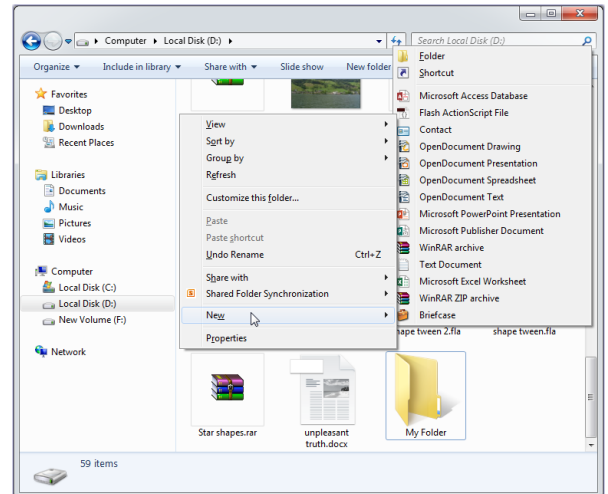 Computer ▸ Local Disk (D:) ▸
Search Local Disk (D:)
Organize ▼ Include in library ▼ Share with ▼ Slide show New folder
Favorites
Desktop
Downloads
Recent Places
Libraries
Documents
Music
Pictures
Videos
Computer
Local Disk (C:)
Local Disk (D:)
New Volume (F:)
Network
View
Sort by
Group by
Refresh
Customize this folder...
Paste
Paste shortcut
Undo Rename Ctrl+Z
Share with
Shared Folder Synchronization
New
Properties
Folder
Shortcut
Microsoft Access Database
Flash ActionScript File
Contact
OpenDocument Drawing
OpenDocument Presentation
OpenDocument Spreadsheet
OpenDocument Text
Microsoft PowerPoint Presentation
Microsoft Publisher Document
WinRAR archive
Text Document
Microsoft Excel Worksheet
WinRAR ZIP archive
Briefcase
hape tween 2.fla shape tween.fla
Star shapes.rar
unpleasant
truth.docx
My Folder
59 items